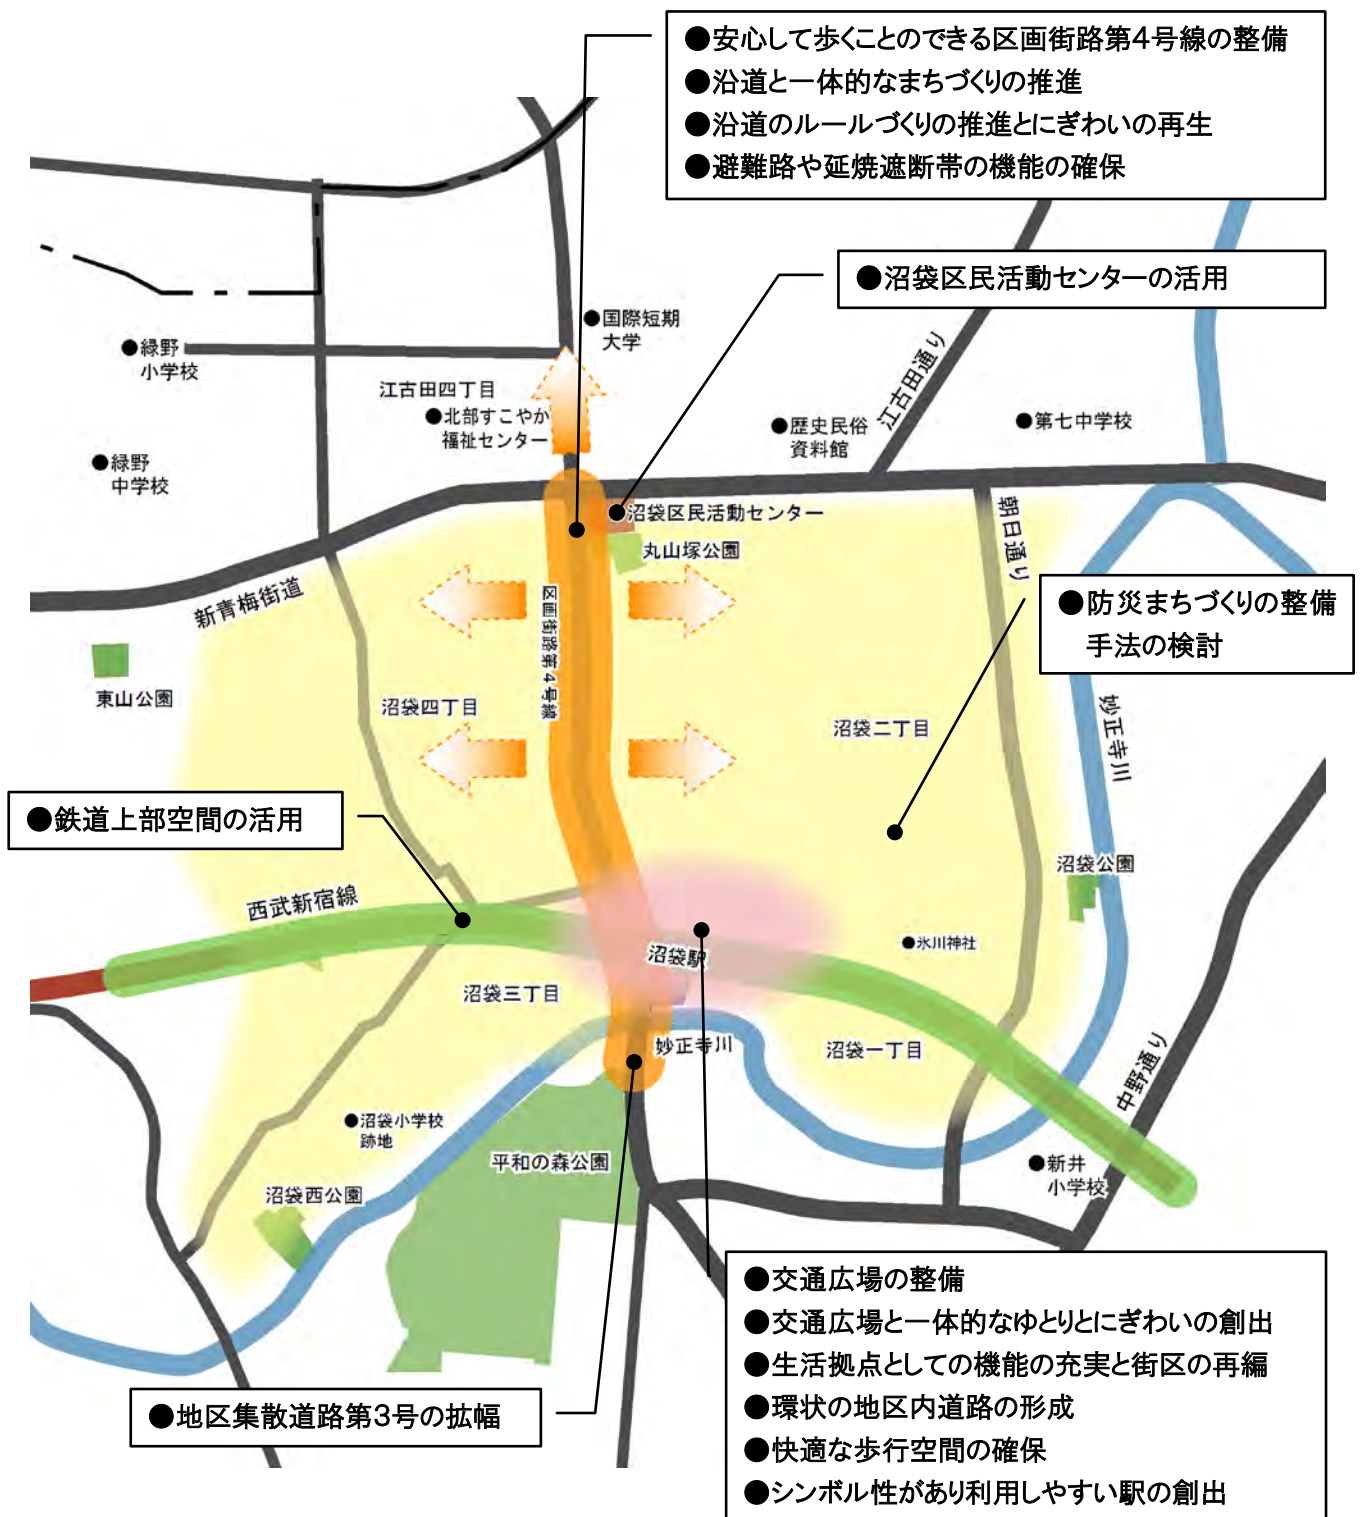 ●安心して歩くことのできる区画街路第4号線の整備
●沿道と一体的なまちづくりの推進
●沿道のルールづくりの推進とにぎわいの再生
●避難路や延焼遮断帯の機能の確保
●沼袋区民活動センターの活用
●国際短期
大学
●緑野
小学校
江古田通り
江古田四丁目
●北部すこやか
福祉センター
●歴史民俗
資料館
●第七中学校
●緑野
中学校
●沼袋区民活動センター
朝日通り
丸山塚公園
新青梅街道
区画街路第4号線
●防災まちづくりの整備
手法の検討
東山公園
沼袋四丁目
沼袋二丁目
妙正寺川
●鉄道上部空間の活用
沼袋公園
西武新宿線
●氷川神社
沼袋駅
沼袋三丁目
妙正寺川
沼袋一丁目
中野通り
●沼袋小学校
跡地
平和の森公園
●新井
小学校
沼袋西公園
●交通広場の整備
●交通広場と一体的なゆとりとにぎわいの創出
●生活拠点としての機能の充実と街区の再編
●環状の地区内道路の形成
●快適な歩行空間の確保
●シンボル性があり利用しやすい駅の創出
●地区集散道路第3号の拡幅